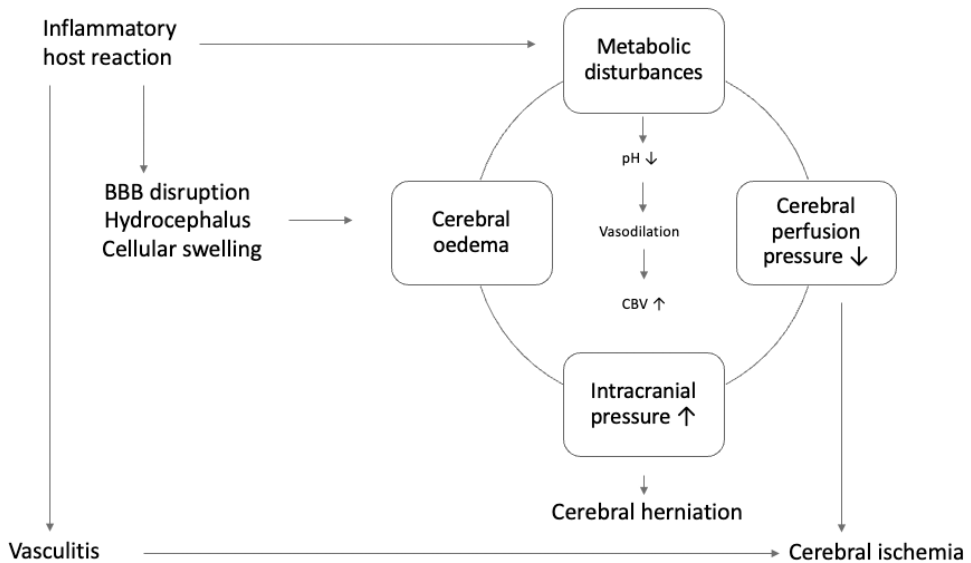 Inflammatory
host reaction
Metabolic
disturbances
pH ↓
BBB disruption
Hydrocephalus
Cellular swelling
Cerebral
oedema
Vasodilation
Cerebral
perfusion
pressure ↓
CBV ↑
Intracranial
pressure ↑
Cerebral herniation
Vasculitis
Cerebral ischemia